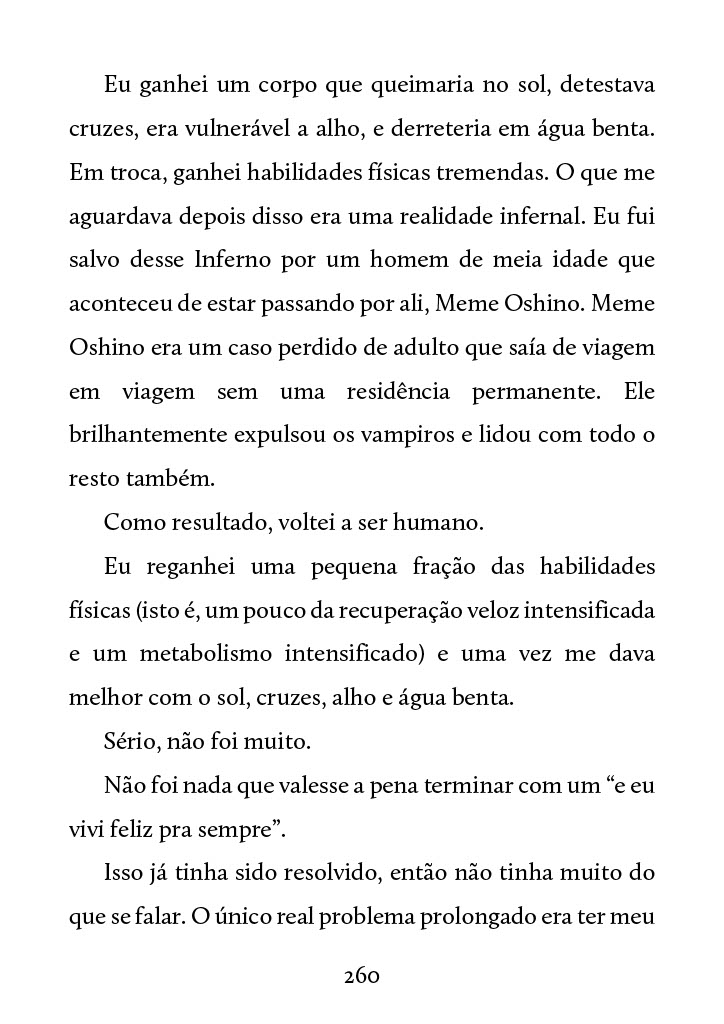 Eu ganhei um corpo que queimaria no sol, detestava
cruzes, era vulnerável a alho, e derreteria em água benta.
Em troca, ganhei habilidades físicas tremendas. O que me
aguardava depois disso era uma realidade infernal. Eu fui
salvo desse Inferno por um homem de meia idade que
aconteceu de estar passando por ali, Meme Oshino. Meme
Oshino era um caso perdido de adulto que saía de viagem
em viagem sem uma residência permanente. Ele
brilhantemente expulsou os vampiros e lidou com todo o
resto também.
Como resultado, voltei a ser humano.
Eu reganhei uma pequena fração das habilidades
físicas (isto é, um pouco da recuperação veloz intensificada
e um metabolismo intensificado) e uma vez me dava
melhor com o sol, cruzes, alho e água benta.
Sério, não foi muito.
Não foi nada que valesse a pena terminar com um “e eu
vivi feliz pra sempre”.
Isso já tinha sido resolvido, então não tinha muito do
que se falar. O único real problema prolongado era ter meu
260